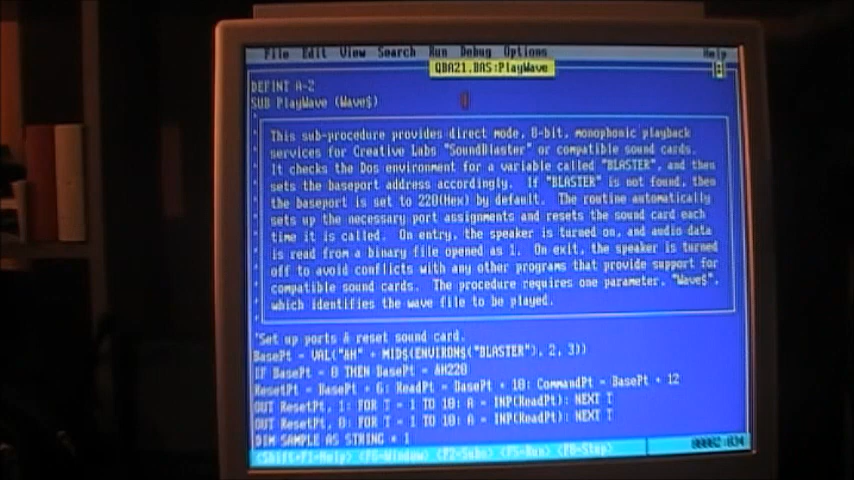 File Edit View Search Run Debug Options Help
QBA21.BAS:PlayWave
DEFINT A-Z
SUB PlayWave (Wave$)
'
' This sub-procedure provides direct mode, 8-bit, monophonic playback
' services for Creative Labs "SoundBlaster" or compatible sound cards.
' It checks the Dos environment for a variable called "BLASTER", and then
' sets the baseport address accordingly. If "BLASTER" is not found, then
' the baseport is set to 220(Hex) by default. The routine automatically
' sets up the necessary port assignments and resets the sound card each
' time it is called. On entry, the speaker is turned on, and audio data
' is read from a binary file opened as 1. On exit, the speaker is turned
' off to avoid conflicts with any other programs that provide support for
' compatible sound cards. The procedure requires one parameter, "Wave$",
' which identifies the wave file to be played.
'
'Set up ports & reset sound card.
BasePt = VAL("&H" + MID$(ENVIRON$("BLASTER"), 2, 3))
IF BasePt = 0 THEN BasePt = &H220
ResetPt = BasePt + 6: ReadPt = BasePt + 10: CommandPt = BasePt + 12
OUT ResetPt, 1: FOR T = 1 TO 10: A = INP(ReadPt): NEXT T
OUT ResetPt, 0: FOR T = 1 TO 10: A = INP(ReadPt): NEXT T
DIM SAMPLE AS STRING * 1
<Shift+F1=Help> <F6=Window> <F2=Subs> <F5=Run> <F8=Step>